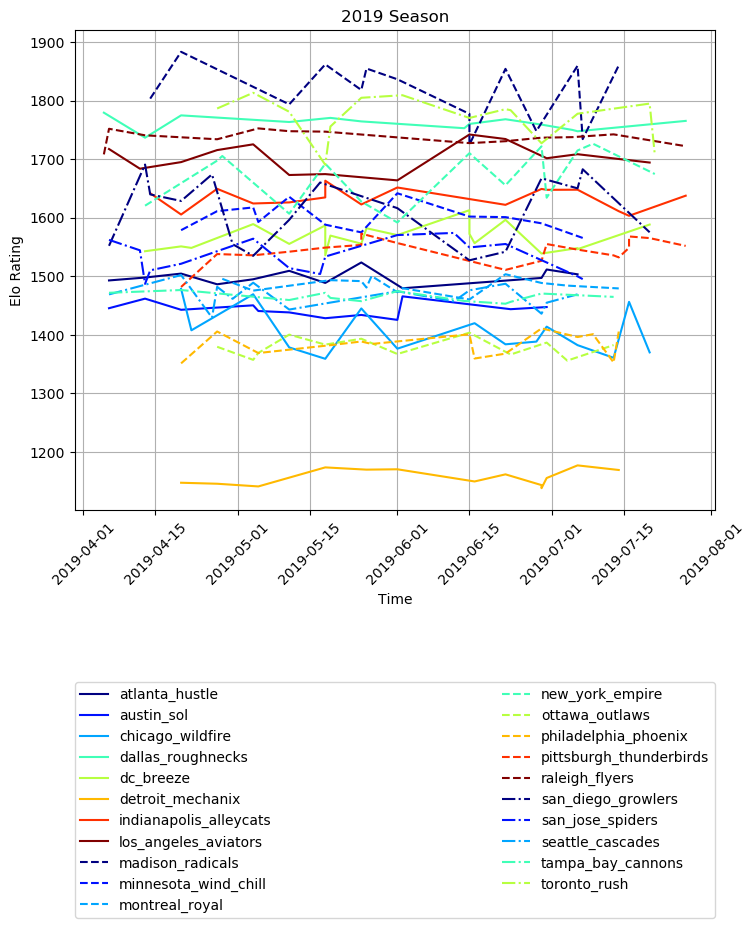 2019 Season
1900
1800
1700
1600
1500
1400
1300
1200
Elo Rating
2019-04-01
2019-04-15
2019-05-01
2019-05-15
2019-06-01
2019-06-15
2019-07-01
2019-07-15
2019-08-01
Time
atlanta_hustle
austin_sol
chicago_wildfire
dallas_roughnecks
dc_breeze
detroit_mechanix
indianapolis_alleycats
los_angeles_aviators
madison_radicals
minnesota_wind_chill
montreal_royal
new_york_empire
ottawa_outlaws
philadelphia_phoenix
pittsburgh_thunderbirds
raleigh_flyers
san_diego_growlers
san_jose_spiders
seattle_cascades
tampa_bay_cannons
toronto_rush